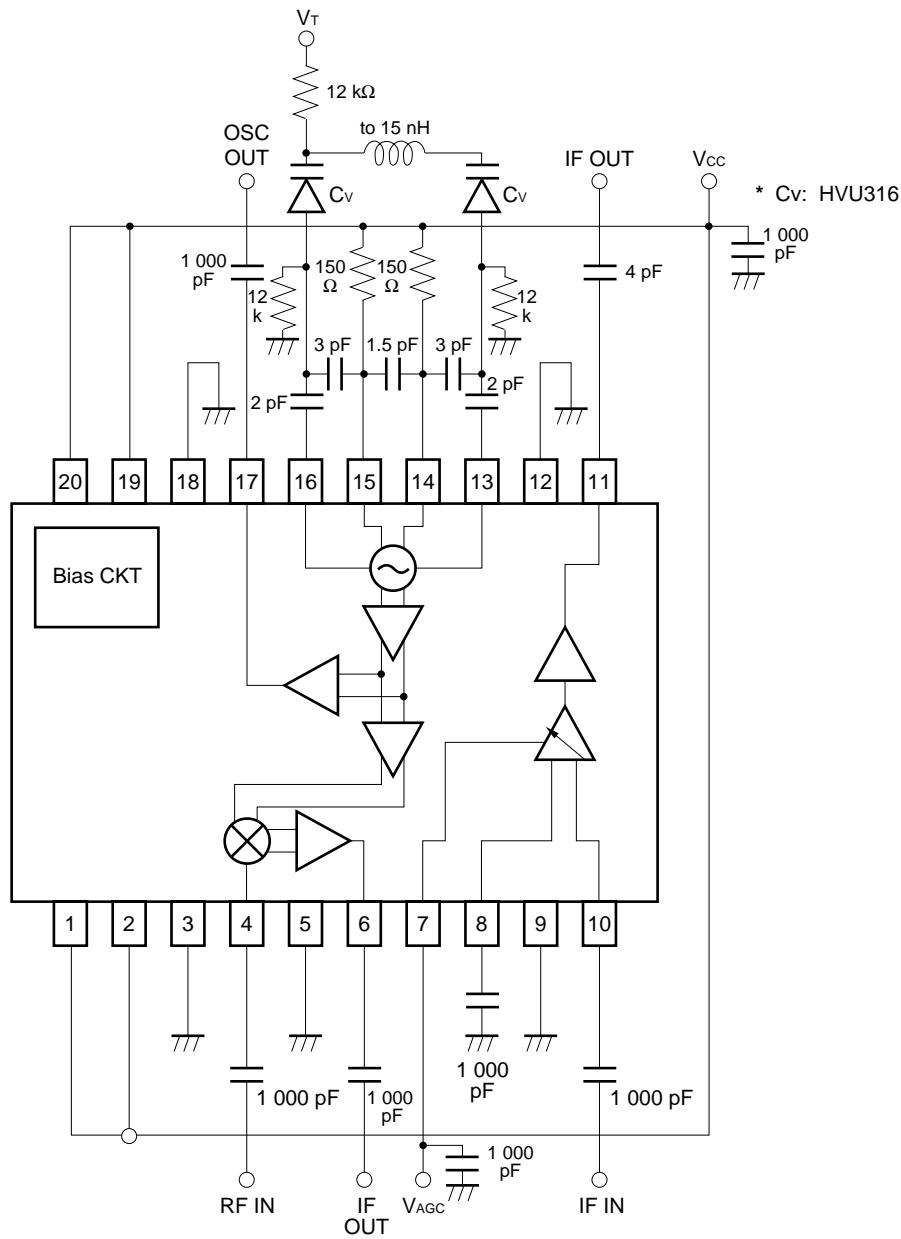 VT
12 kΩ
to 15 nH
OSC
OUT
IF OUT
VCC
CV
CV
* Cv: HVU316
1 000
pF
1 000
pF
150
Ω
150
Ω
4 pF
12
k
12
k
3 pF
1.5 pF
3 pF
2 pF
2 pF
20
19
18
17
16
15
14
13
12
11
Bias CKT
1
2
3
4
5
6
7
8
9
10
1 000 pF
1 000
pF
1 000
pF
1 000 pF
1 000
pF
RF IN
IF
OUT
VAGC
IF IN